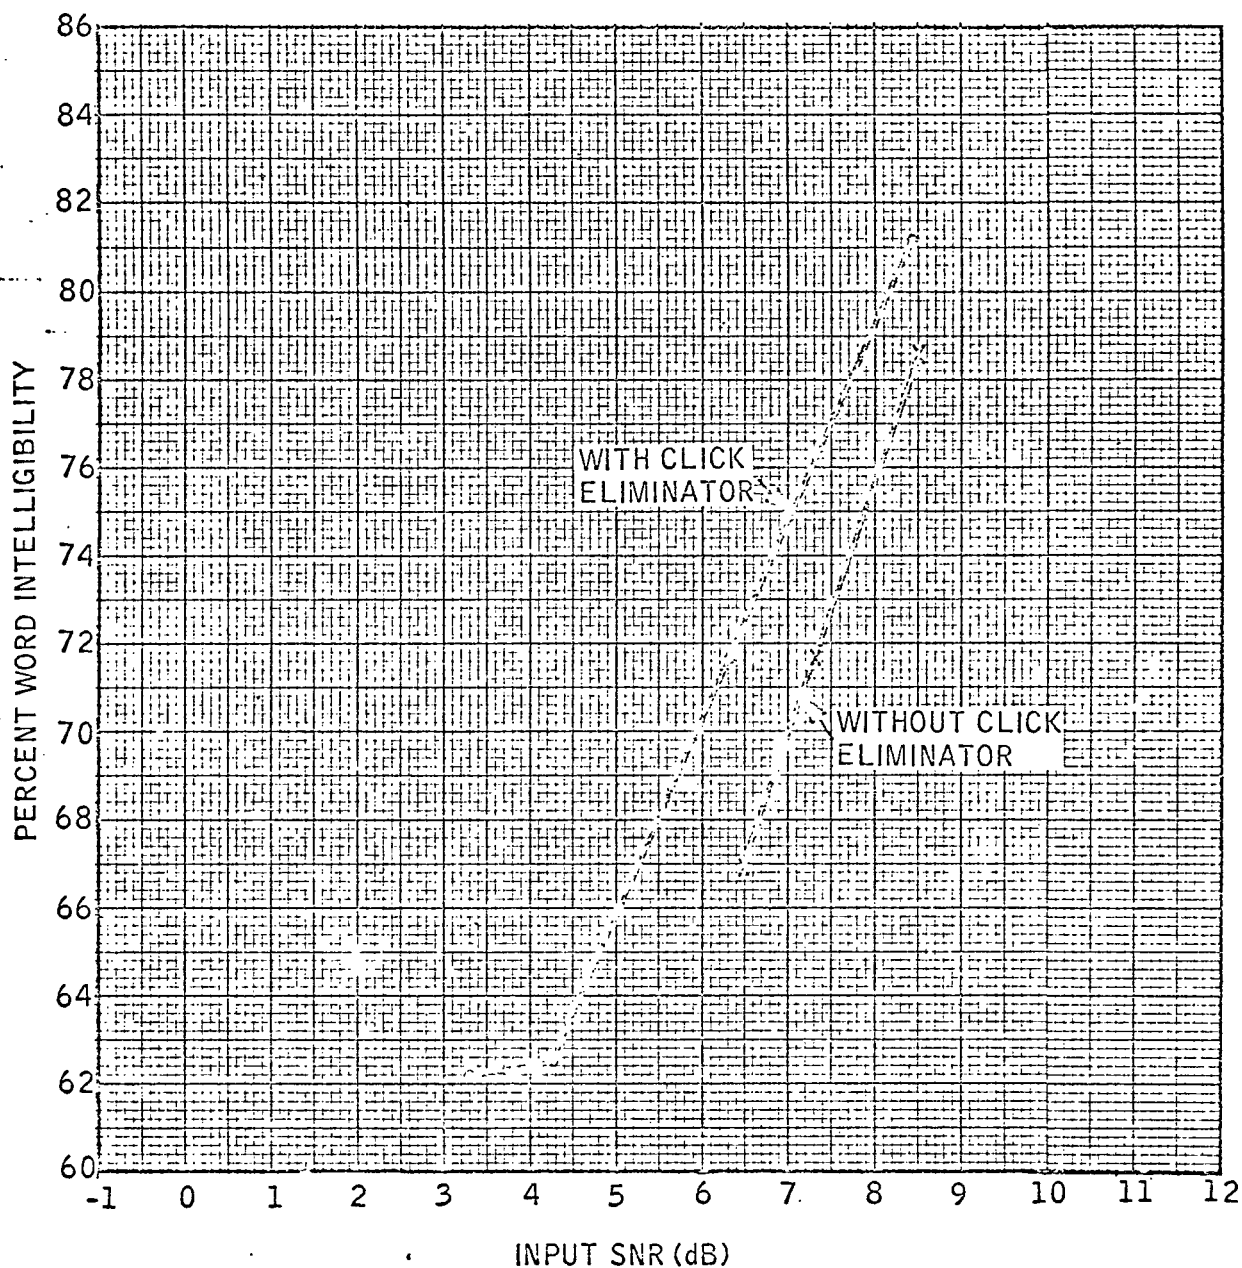 86
84
82
80
78
76
74
72
70
68
66
64
62
60
-1 0 1 2 3 4 5 6 7 8 9 10 11 12
PERCENT WORD INTELLIGIBILITY
WITH CLICK
ELIMINATOR
WITHOUT CLICK
ELIMINATOR
INPUT SNR (dB)